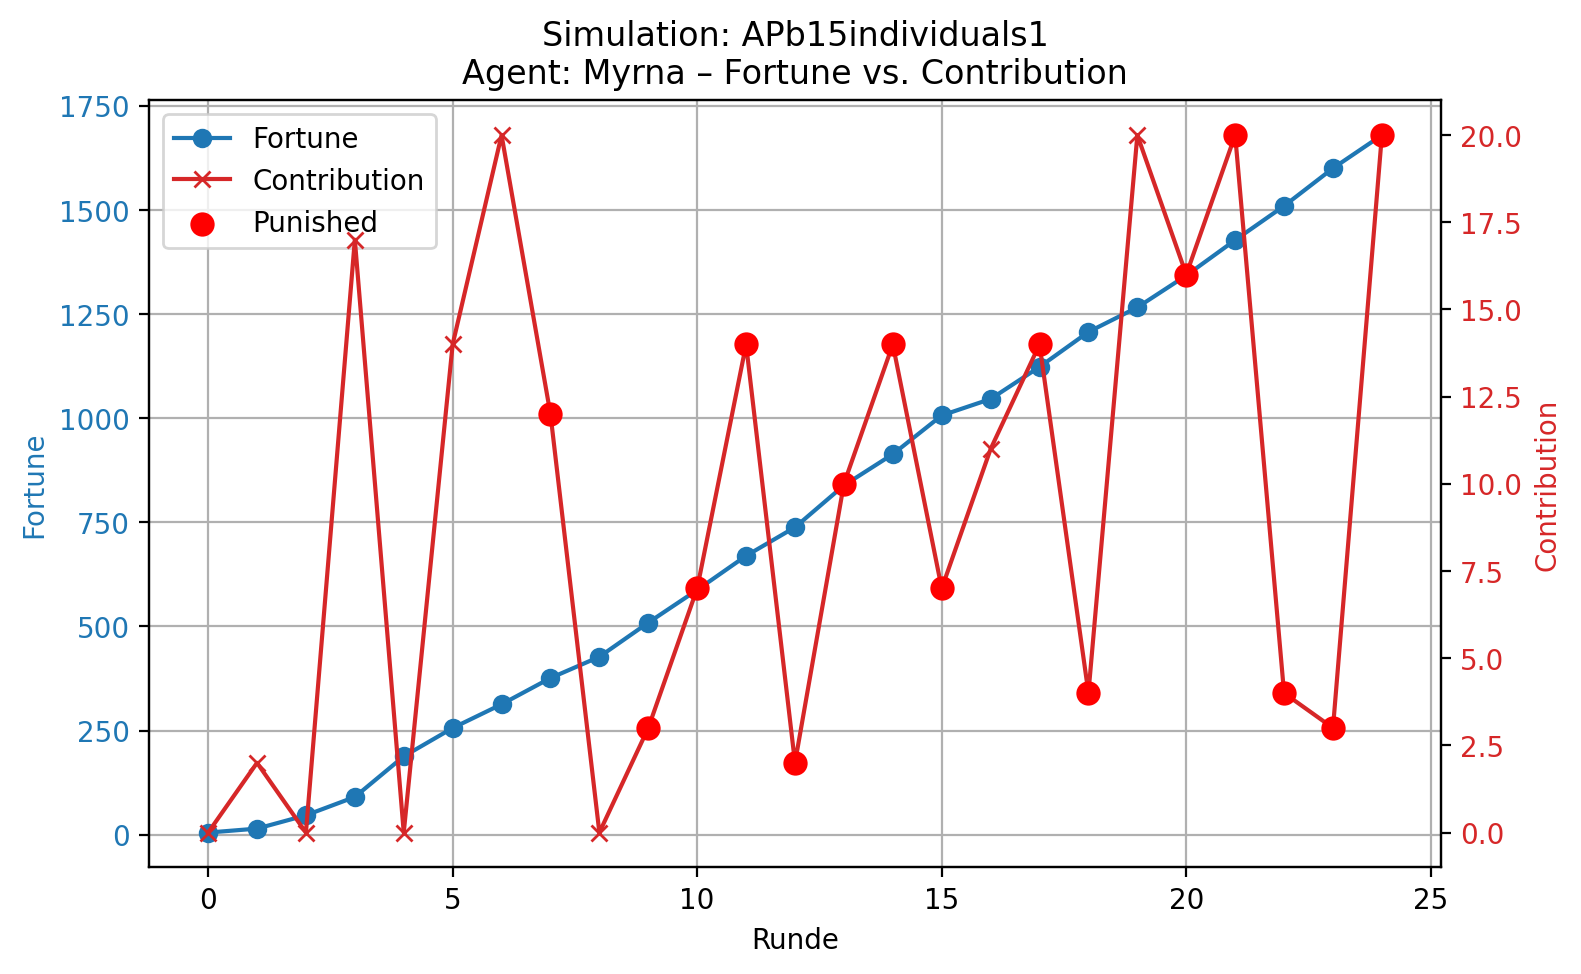 Simulation: APb15individuals1
Agent: Myrna – Fortune vs. Contribution
Fortune
Contribution
Punished
1750
1500
1250
1000
750
500
250
0
Fortune
20.0
17.5
15.0
12.5
10.0
7.5
5.0
2.5
0.0
Contribution
0 5 10 15 20 25
Runde